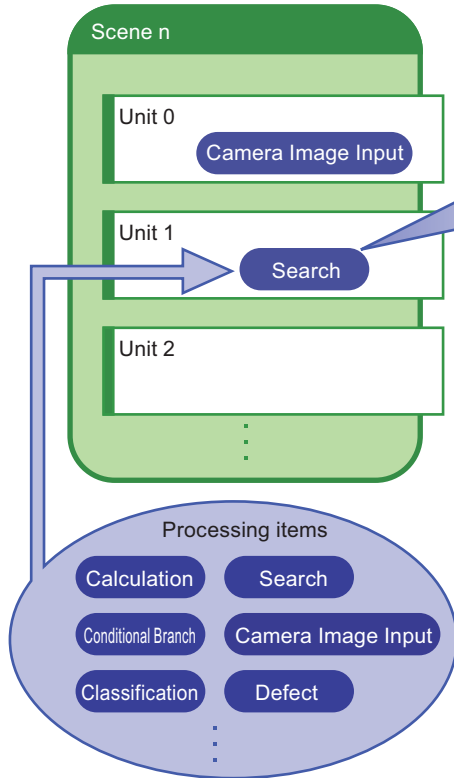 Scene n
Unit 0
Camera Image Input
Unit 1
Search
Unit 2
Processing items
Calculation
Search
Conditional Branch
Camera Image Input
Classification
Defect